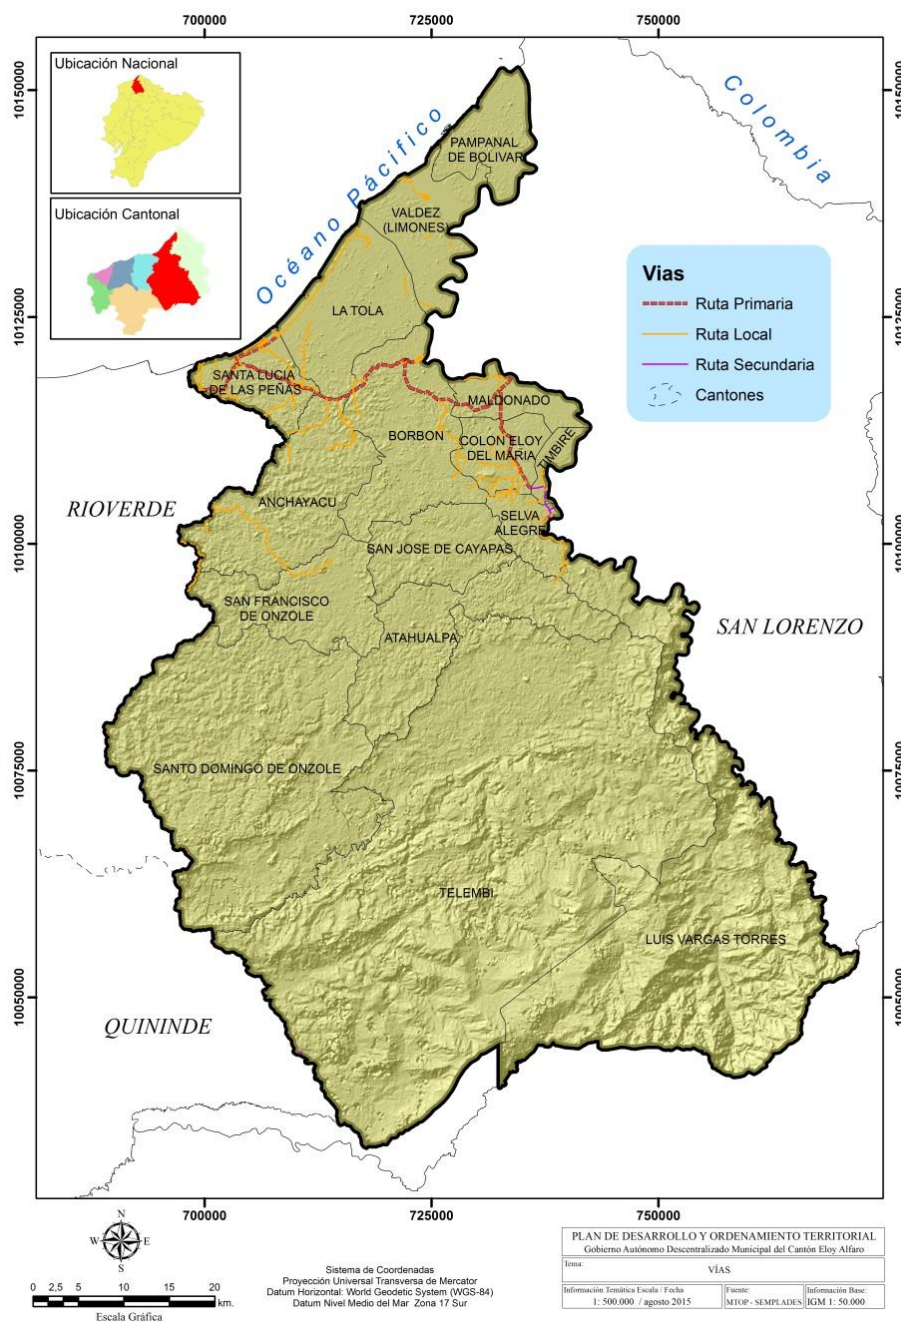 700000
725000
750000
10150000
10150000
Ubicación Nacional
Ubicación Cantonal
Océano Pácifico
Colombia
PAMPANAL
DE BOLIVAR
VALDEZ
(LIMONES)
LA TOLA
10125000
10125000
Vias
Ruta Primaria
Ruta Local
Ruta Secundaria
Cantones
SANTA LUCIA
DE LAS PEÑAS
MALDONADO
BORBON
COLON ELOY
DEL MARIA
TIMBIRE
RIOVERDE
ANCHAYACU
SELVA
ALEGRE
10100000
10100000
SAN JOSE DE CAYAPAS
SAN FRANCISCO
DE ONZOLE
ATAHUALPA
SAN LORENZO
10075000
10075000
SANTO DOMINGO DE ONZOLE
TELEMBI
LUIS VARGAS TORRES
10050000
10050000
QUININDE
700000
725000
750000
N
W
E
S
0 2,5 5 10 15 20
km.
Escala Gráfica
Sistema de Coordenadas
Proyección Universal Transversa de Mercator
Datum Horizontal: World Geodetic System (WGS-84)
Datum Nivel Medio del Mar Zona 17 Sur
PLAN DE DESARROLLO Y ORDENAMIENTO TERRITORIAL
Gobierno Autónomo Descentralizado Municipal del Cantón Eloy Alfaro
Tema:
VÍAS
Información Temática Escala / Fecha
1: 500.000 / agosto 2015
Fuente:
MTOP - SEMPLADES
Información Base:
IGM 1: 50.000